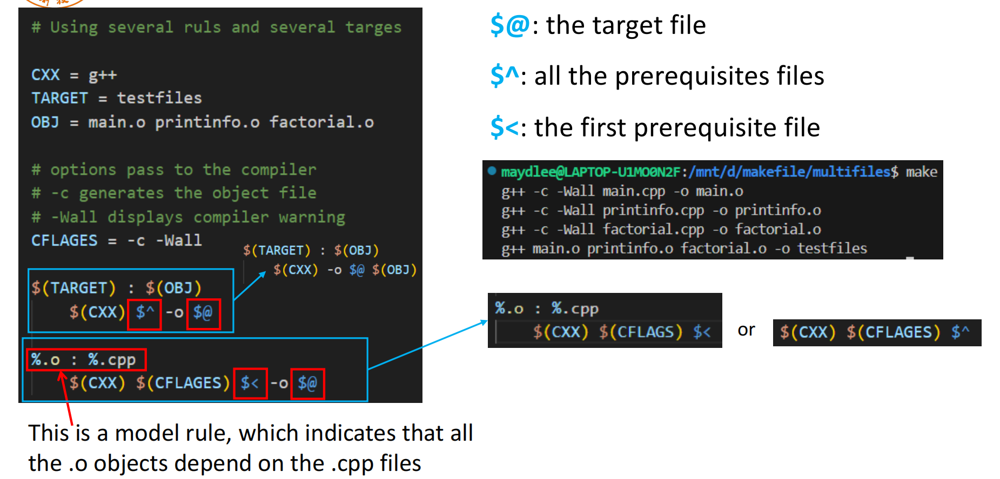 # Using several ruls and several targes
CXX = g++
TARGET = testfiles
OBJ = main.o printinfo.o factorial.o
# options pass to the compiler
# -c generates the object file
# -Wall displays compiler warning
CFLAGES = -c -Wall
$(TARGET) : $(OBJ)
$(CXX) $^ -o $@
%.o : %.cpp
$(CXX) $(CFLAGES) $< -o $@
$(TARGET) : $(OBJ)
$(CXX) -o $@ $(OBJ)
This is a model rule, which indicates that all
the .o objects depend on the .cpp files
$@: the target file
$^: all the prerequisites files
$<: the first prerequisite file
maydlee@LAPTOP-U1MO0N2F:/mnt/d/makefile/multifiles$ make
g++ -c -Wall main.cpp -o main.o
g++ -c -Wall printinfo.cpp -o printinfo.o
g++ -c -Wall factorial.cpp -o factorial.o
g++ main.o printinfo.o factorial.o -o testfiles
%.o : %.cpp
$(CXX) $(CFLAGS) $<
or
$(CXX) $(CFLAGES) $^